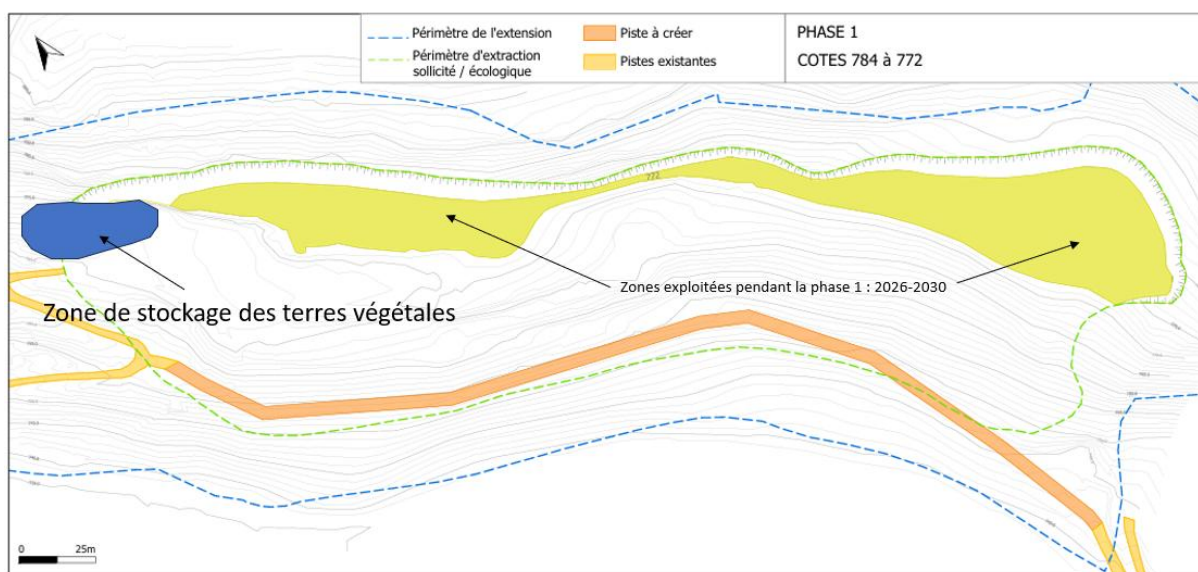 Périmètre de l'extension
Périmètre d'extraction
sollicité / écologique
Piste à créer
Pistes existantes
PHASE 1
COTES 784 à 772
772
Zones exploitées pendant la phase 1 : 2026-2030
Zone de stockage des terres végétales
0 25m